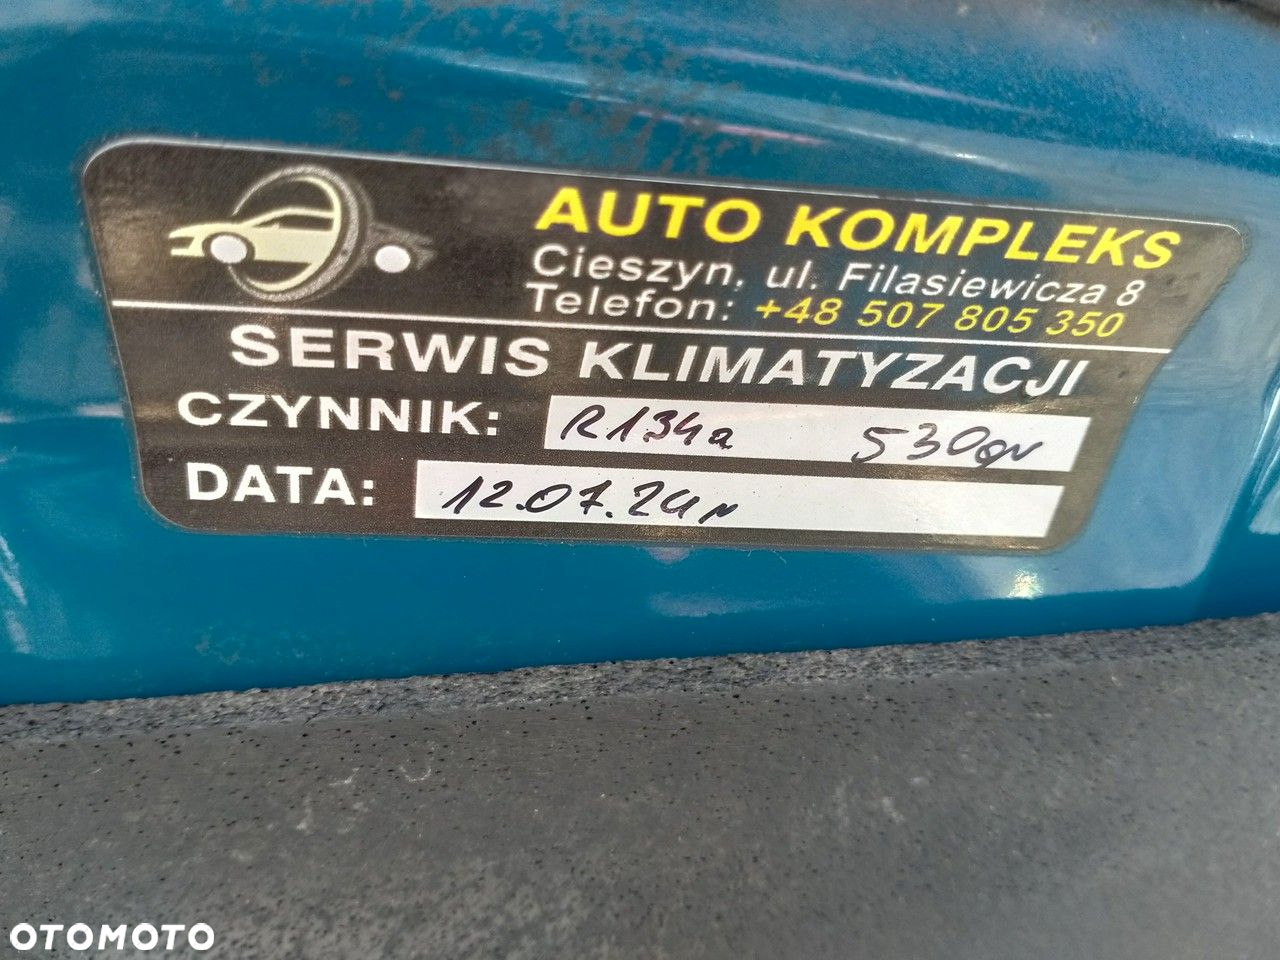 AUTO KOMPLEKS
Cieszyn, ul. Filasiewicza 8
Telefon: +48 507 805 350
SERWIS KLIMATYZACJI
CZYNNIK: R134a 530gr
DATA: 12.07.24r
OTOMOTO